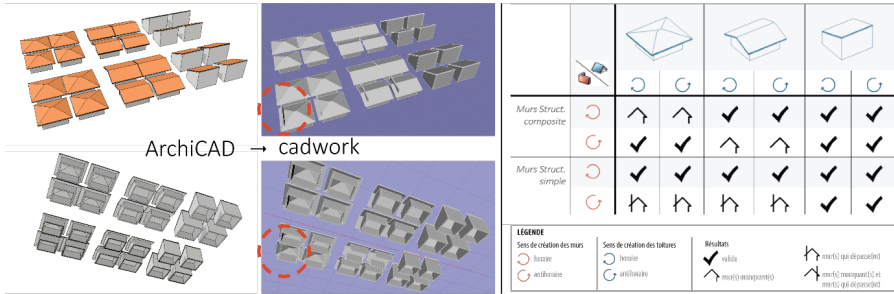 ArchiCAD → cadwork
Murs Struct.
composite
Murs Struct.
simple
LÉGENDE
Sens de création des murs
horaire
antihoraire
Sens de création des toitures
horaire
antihoraire
Résultats
valide
mur(s) manquant(s)
mur(s) qui dépasse(nt)
mur(s) manquant(s) et
mur(s) qui dépasse(nt)